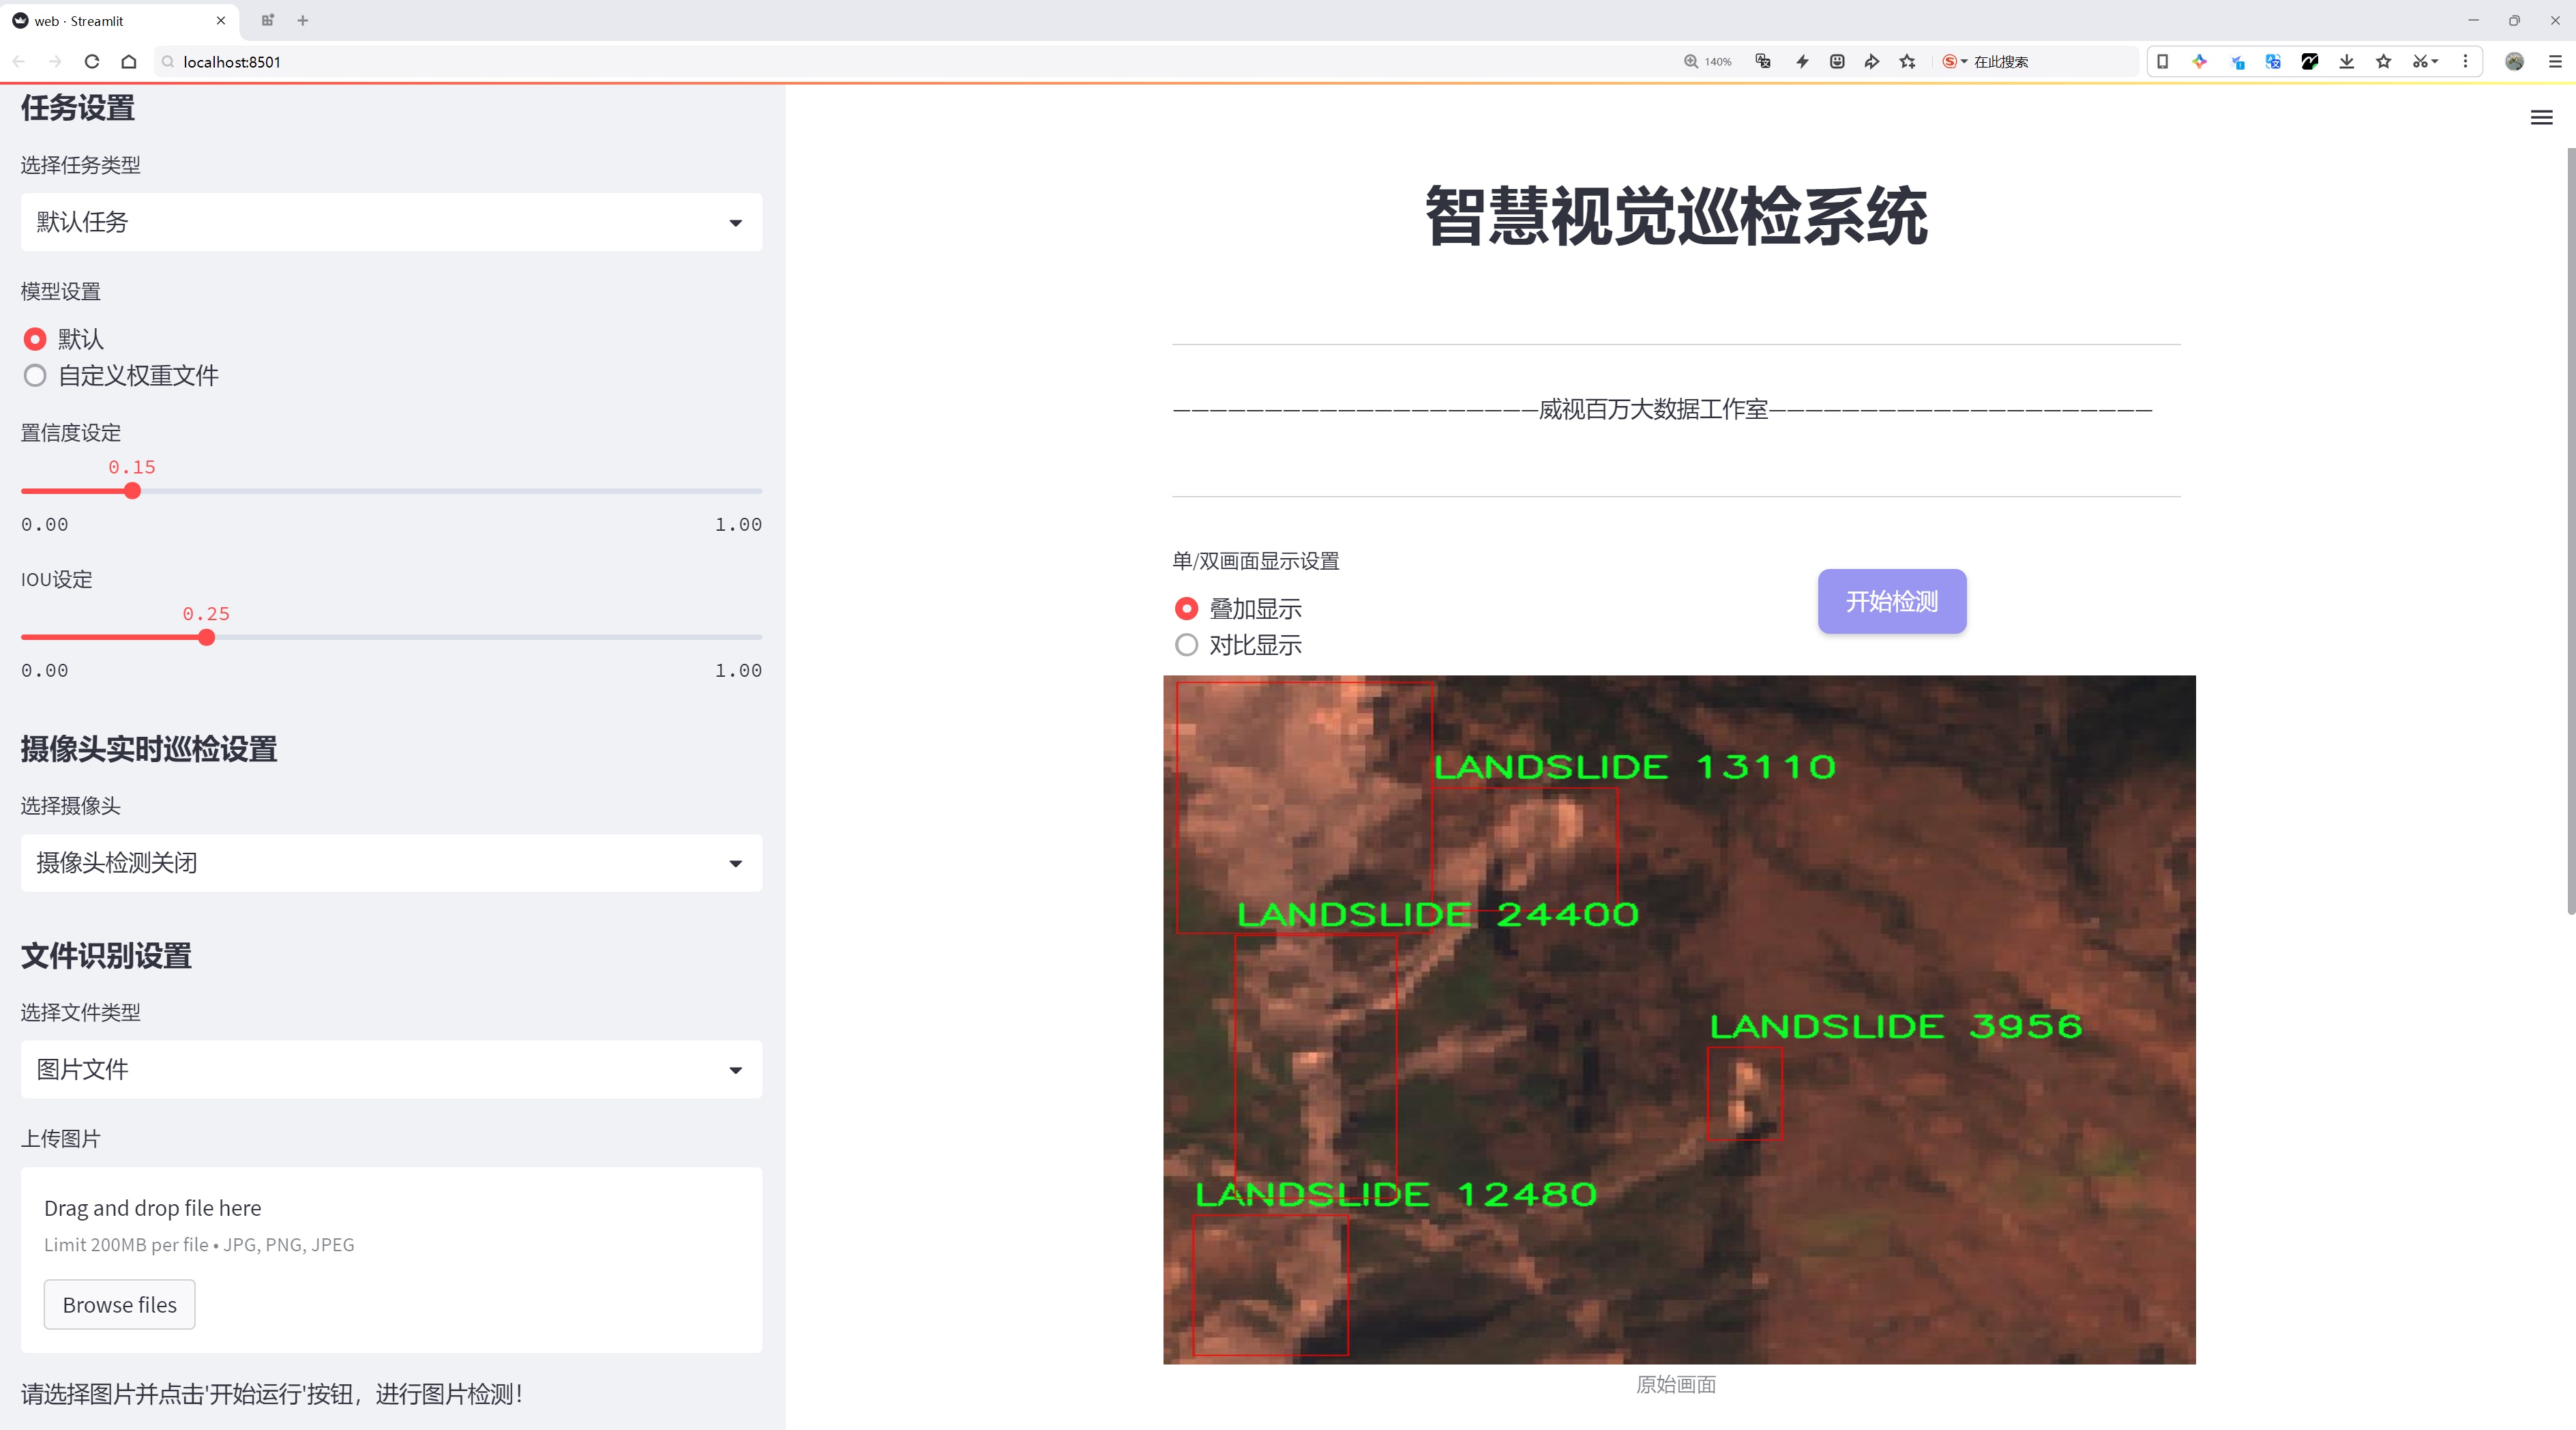 web · Streamlit
localhost:8501
140%
在此搜索
任务设置
选择任务类型
默认任务
模型设置
默认
自定义权重文件
置信度设定
0.15
0.00
1.00
IOU设定
0.25
0.00
1.00
摄像头实时巡检设置
选择摄像头
摄像头检测关闭
文件识别设置
选择文件类型
图片文件
上传图片
Drag and drop file here
Limit 200MB per file • JPG, PNG, JPEG
Browse files
请选择图片并点击'开始运行'按钮，进行图片检测！
智慧视觉巡检系统
————————————————————威视百万大数据工作室—————————————————————
单/双画面显示设置
叠加显示
对比显示
开始检测
LANDSLIDE 13110
LANDSLIDE 24400
LANDSLIDE 3956
LANDSLIDE 12480
原始画面